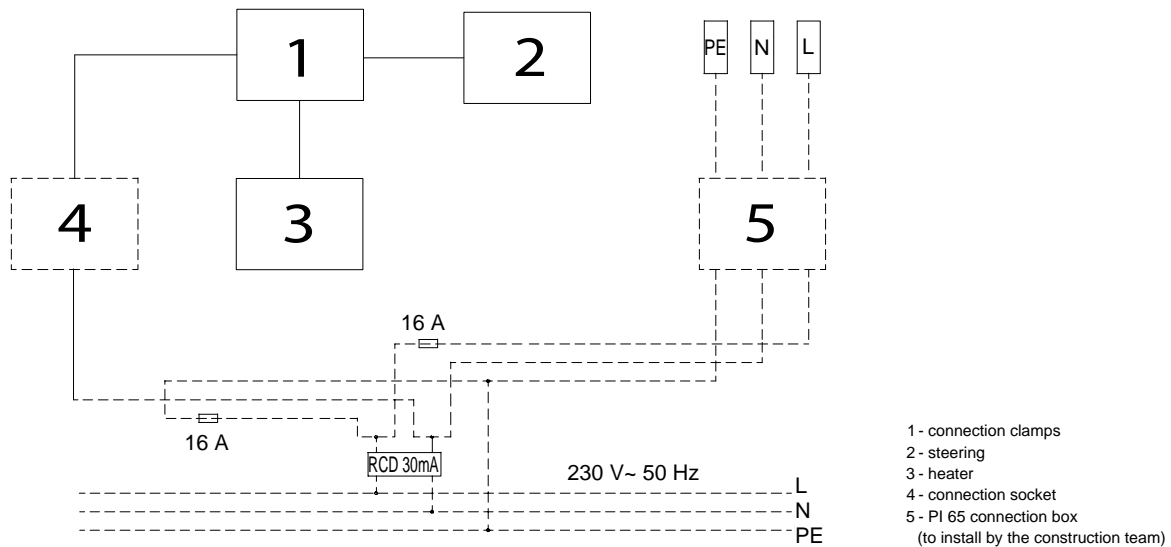 1
2
PE N L
4
3
5
16 A
16 A
RCD 30mA
230 V~ 50 Hz
L
N
PE
1 - connection clamps
2 - steering
3 - heater
4 - connection socket
5 - PI 65 connection box
(to install by the construction team)